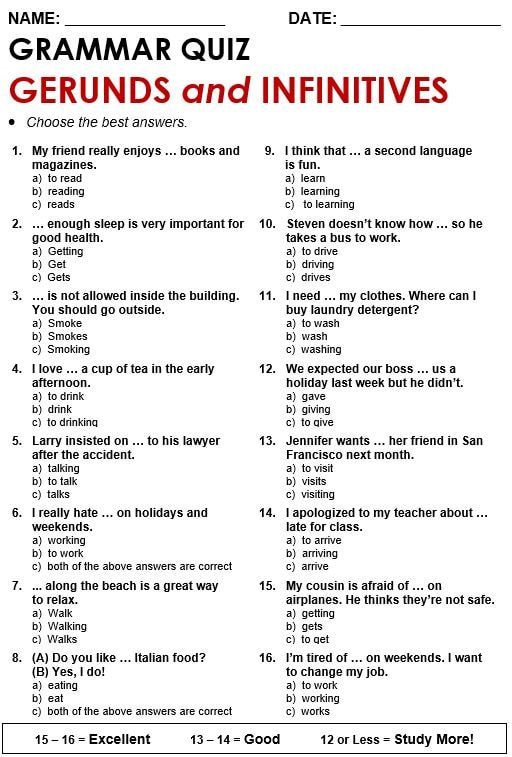 NAME: ____________________ DATE: ____________________
GRAMMAR QUIZ
GERUNDS and INFINITIVES
• Choose the best answers.
1. My friend really enjoys … books and
magazines.
a) to read
b) reading
c) reads
2. … enough sleep is very important for
good health.
a) Getting
b) Get
c) Gets
3. … is not allowed inside the building.
You should go outside.
a) Smoke
b) Smokes
c) Smoking
4. I love … a cup of tea in the early
afternoon.
a) to drink
b) drink
c) to drinking
5. Larry insisted on … to his lawyer
after the accident.
a) talking
b) to talk
c) talks
6. I really hate … on holidays and
weekends.
a) working
b) to work
c) both of the above answers are correct
7. ... along the beach is a great way
to relax.
a) Walk
b) Walking
c) Walks
8. (A) Do you like … Italian food?
(B) Yes, I do!
a) eating
b) eat
c) both of the above answers are correct
9. I think that … a second language
is fun.
a) learn
b) learning
c) to learning
10. Steven doesn’t know how … so he
takes a bus to work.
a) to drive
b) driving
c) drives
11. I need … my clothes. Where can I
buy laundry detergent?
a) to wash
b) wash
c) washing
12. We expected our boss … us a
holiday last week but he didn’t.
a) gave
b) giving
c) to give
13. Jennifer wants … her friend in San
Francisco next month.
a) to visit
b) visits
c) visiting
14. I apologized to my teacher about …
late for class.
a) to arrive
b) arriving
c) arrive
15. My cousin is afraid of … on
airplanes. He thinks they’re not safe.
a) getting
b) gets
c) to get
16. I’m tired of … on weekends. I want
to change my job.
a) to work
b) working
c) works
15 – 16 = Excellent 13 – 14 = Good 12 or Less = Study More!